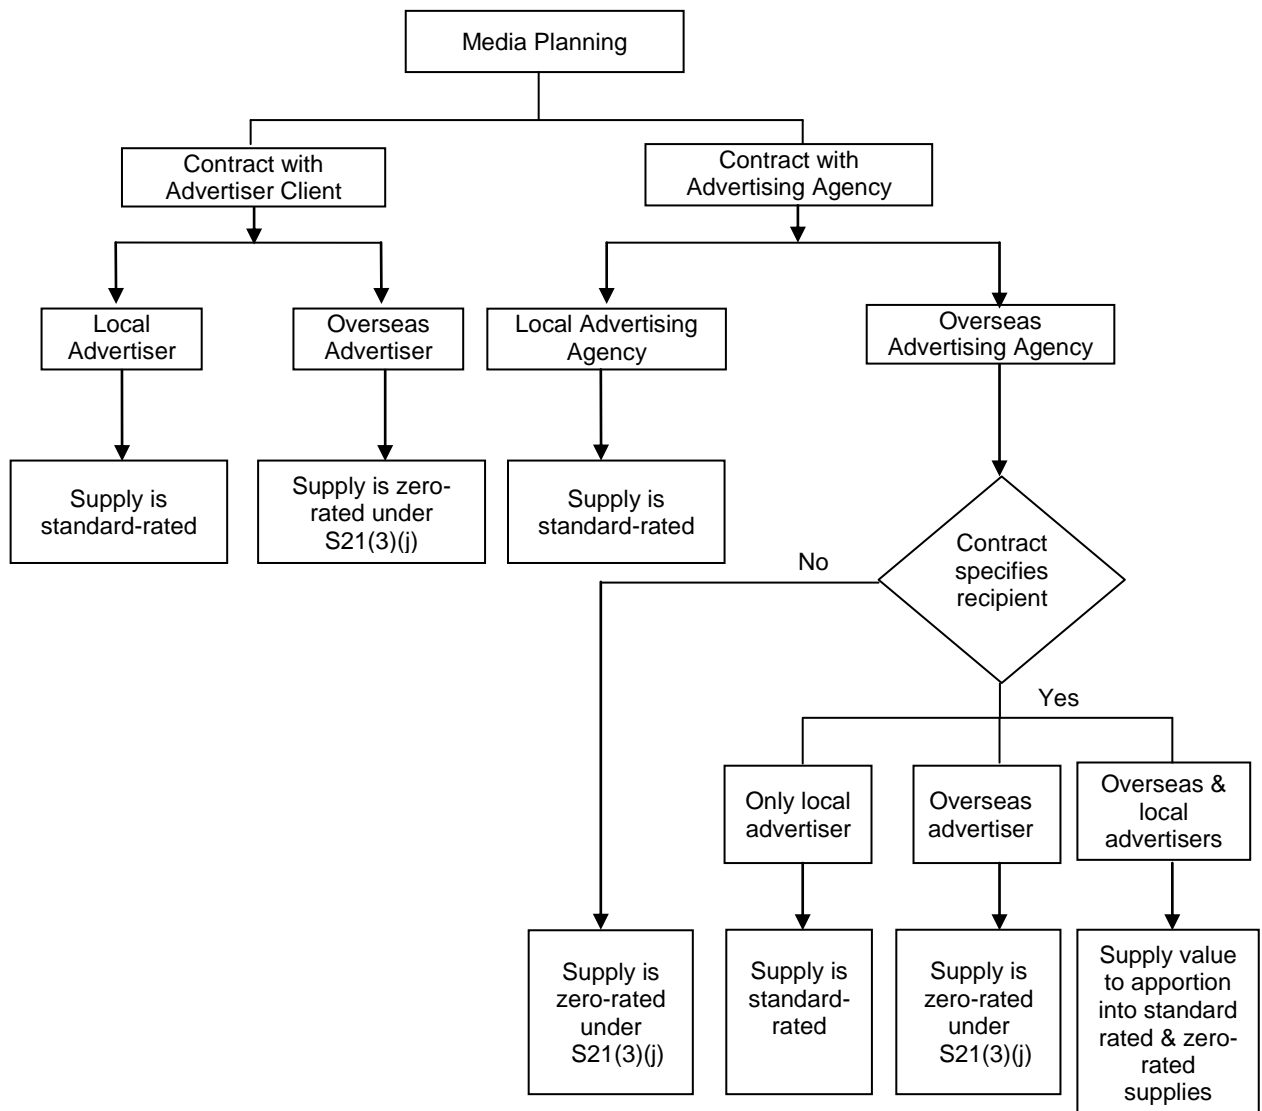 Media Planning
Contract with
Advertiser Client
Contract with
Advertising Agency
Local
Advertiser
Overseas
Advertiser
Local Advertising
Agency
Overseas
Advertising Agency
Supply is
standard-rated
Supply is zero-
rated under
S21(3)(j)
Supply is
standard-rated
Contract
specifies
recipient
No
Yes
Only local
advertiser
Overseas
advertiser
Overseas &
local
advertisers
Supply is
zero-rated
under
S21(3)(j)
Supply is
standard-
rated
Supply is
zero-rated
under
S21(3)(j)
Supply value
to apportion
into standard
rated & zero-
rated
supplies